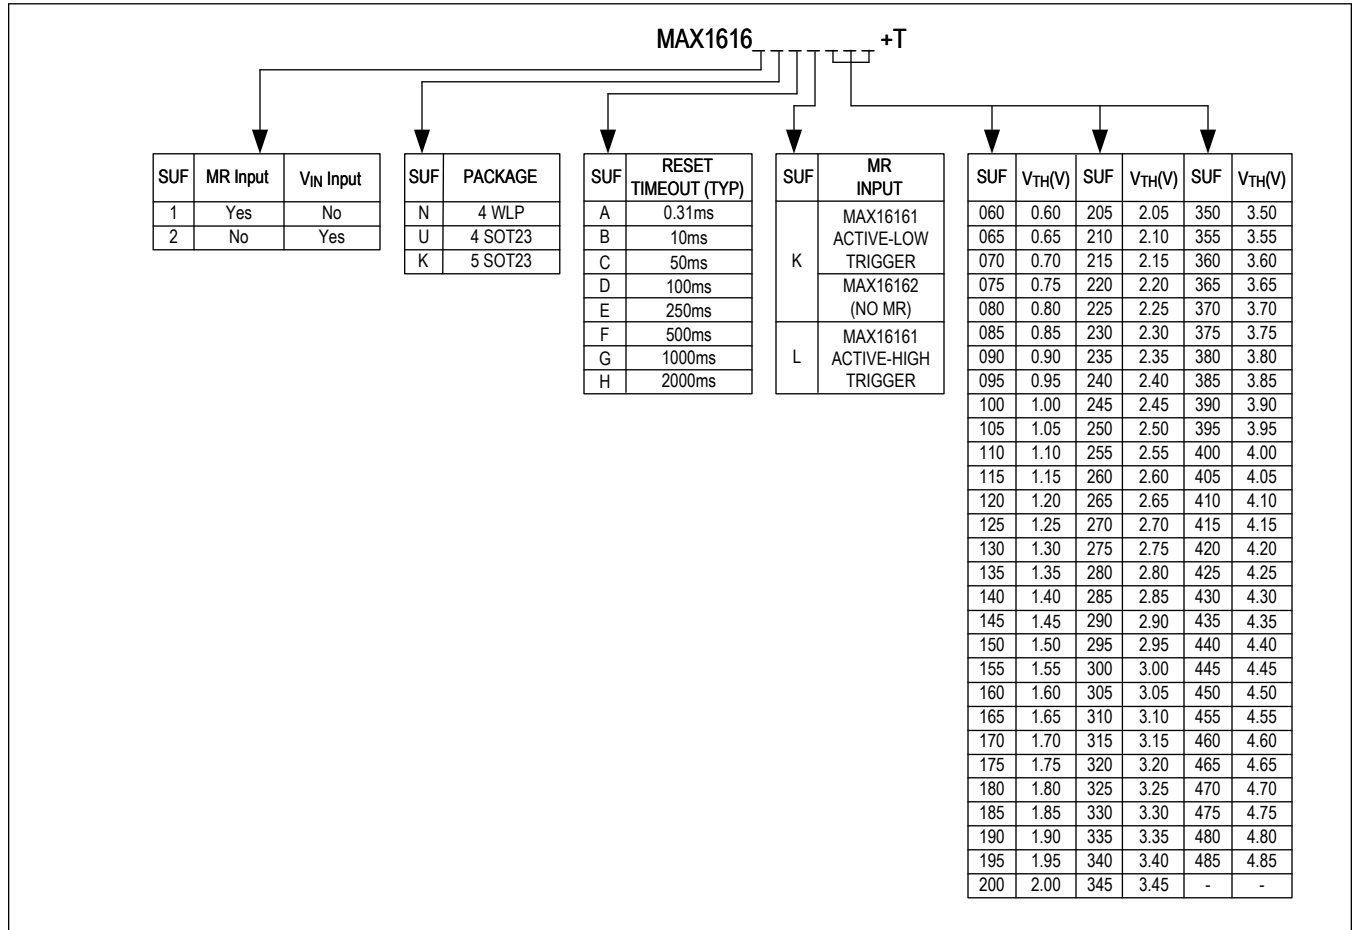 MAX1616_ _ _ _ _ _ _ +T
SUF MR Input VIN Input
1 Yes No
2 No Yes
SUF PACKAGE
N 4 WLP
U 4 SOT23
K 5 SOT23
SUF RESET
TIMEOUT (TYP)
A 0.31ms
B 10ms
C 50ms
D 100ms
E 250ms
F 500ms
G 1000ms
H 2000ms
SUF MR
INPUT
K MAX16161
ACTIVE-LOW
TRIGGER
MAX16162
(NO MR)
L MAX16161
ACTIVE-HIGH
TRIGGER
SUF VTH(V) SUF VTH(V) SUF VTH(V)
060 0.60 205 2.05 350 3.50
065 0.65 210 2.10 355 3.55
070 0.70 215 2.15 360 3.60
075 0.75 220 2.20 365 3.65
080 0.80 225 2.25 370 3.70
085 0.85 230 2.30 375 3.75
090 0.90 235 2.35 380 3.80
095 0.95 240 2.40 385 3.85
100 1.00 245 2.45 390 3.90
105 1.05 250 2.50 395 3.95
110 1.10 255 2.55 400 4.00
115 1.15 260 2.60 405 4.05
120 1.20 265 2.65 410 4.10
125 1.25 270 2.70 415 4.15
130 1.30 275 2.75 420 4.20
135 1.35 280 2.80 425 4.25
140 1.40 285 2.85 430 4.30
145 1.45 290 2.90 435 4.35
150 1.50 295 2.95 440 4.40
155 1.55 300 3.00 445 4.45
160 1.60 305 3.05 450 4.50
165 1.65 310 3.10 455 4.55
170 1.70 315 3.15 460 4.60
175 1.75 320 3.20 465 4.65
180 1.80 325 3.25 470 4.70
185 1.85 330 3.30 475 4.75
190 1.90 335 3.35 480 4.80
195 1.95 340 3.40 485 4.85
200 2.00 345 3.45 - -